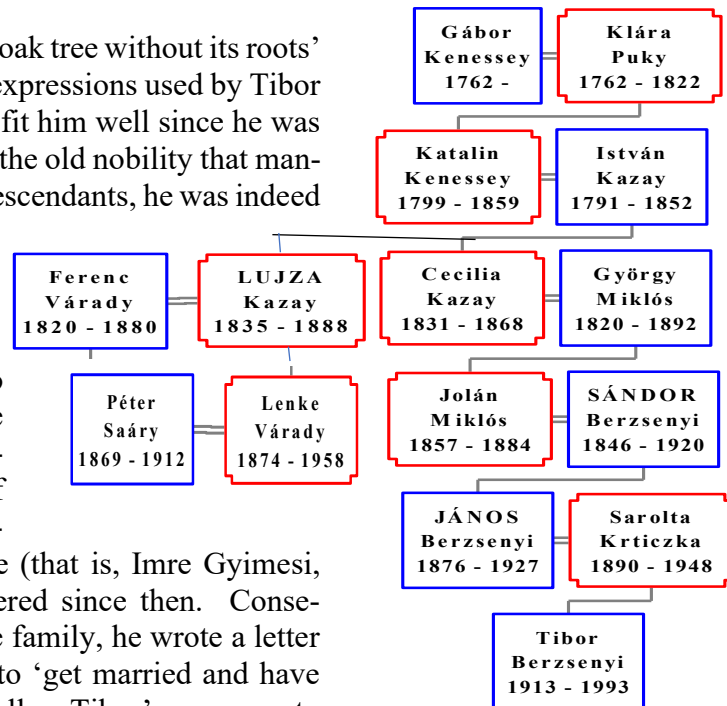 oak tree without its roots'
expressions used by Tibor
fit him well since he was
the old nobility that man-
escendants, he was indeed
e (that is, Imre Gyimesi,
ered since then. Conse-
e family, he wrote a letter
to 'get married and have
Gábor
Kenessey
1762 -
Klára
Puky
1762 - 1822
Katalin
Kenessey
1799 - 1859
István
Kazay
1791 - 1852
Ferenc
Várady
1820 - 1880
LUJZA
Kazay
1835 - 1888
Cecilia
Kazay
1831 - 1868
György
Miklós
1820 - 1892
Péter
Saáry
1869 - 1912
Lenke
Várady
1874 - 1958
Jolán
Miklós
1857 - 1884
SÁNDOR
Berzsenyi
1846 - 1920
JÁNOS
Berzsenyi
1876 - 1927
Sarolta
Krticzka
1890 - 1948
Tibor
Berzsenyi
1913 - 1993